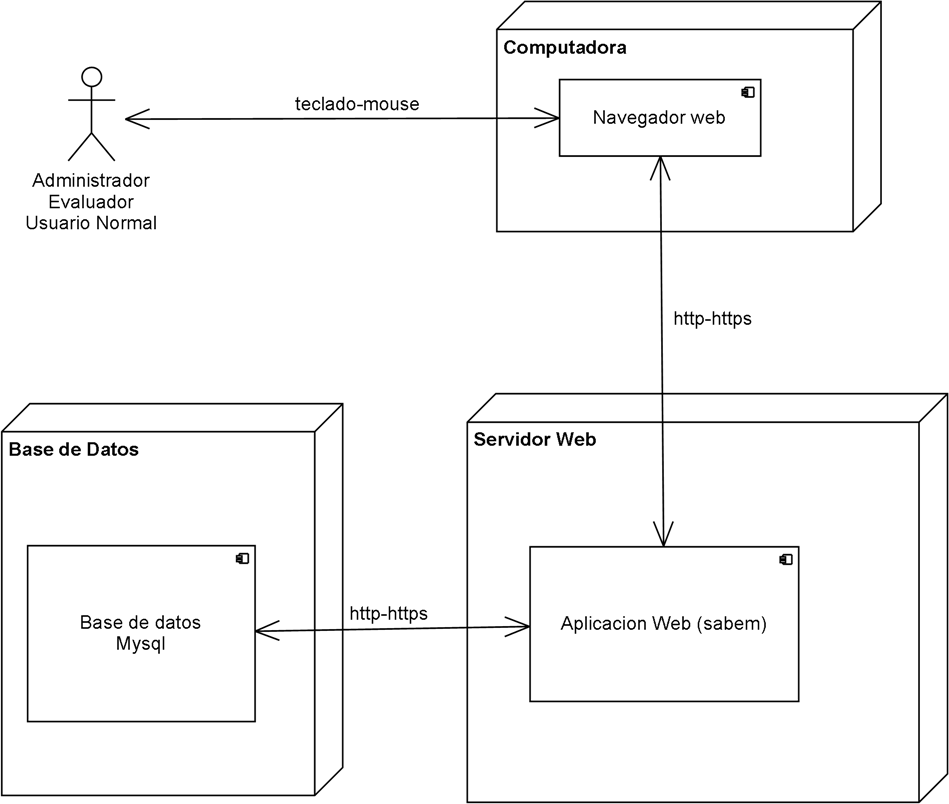 Computadora
Navegador web
teclado-mouse
Administrador
Evaluador
Usuario Normal
http-https
Base de Datos
Servidor Web
Base de datos
Mysql
http-https
Aplicacion Web (sabem)